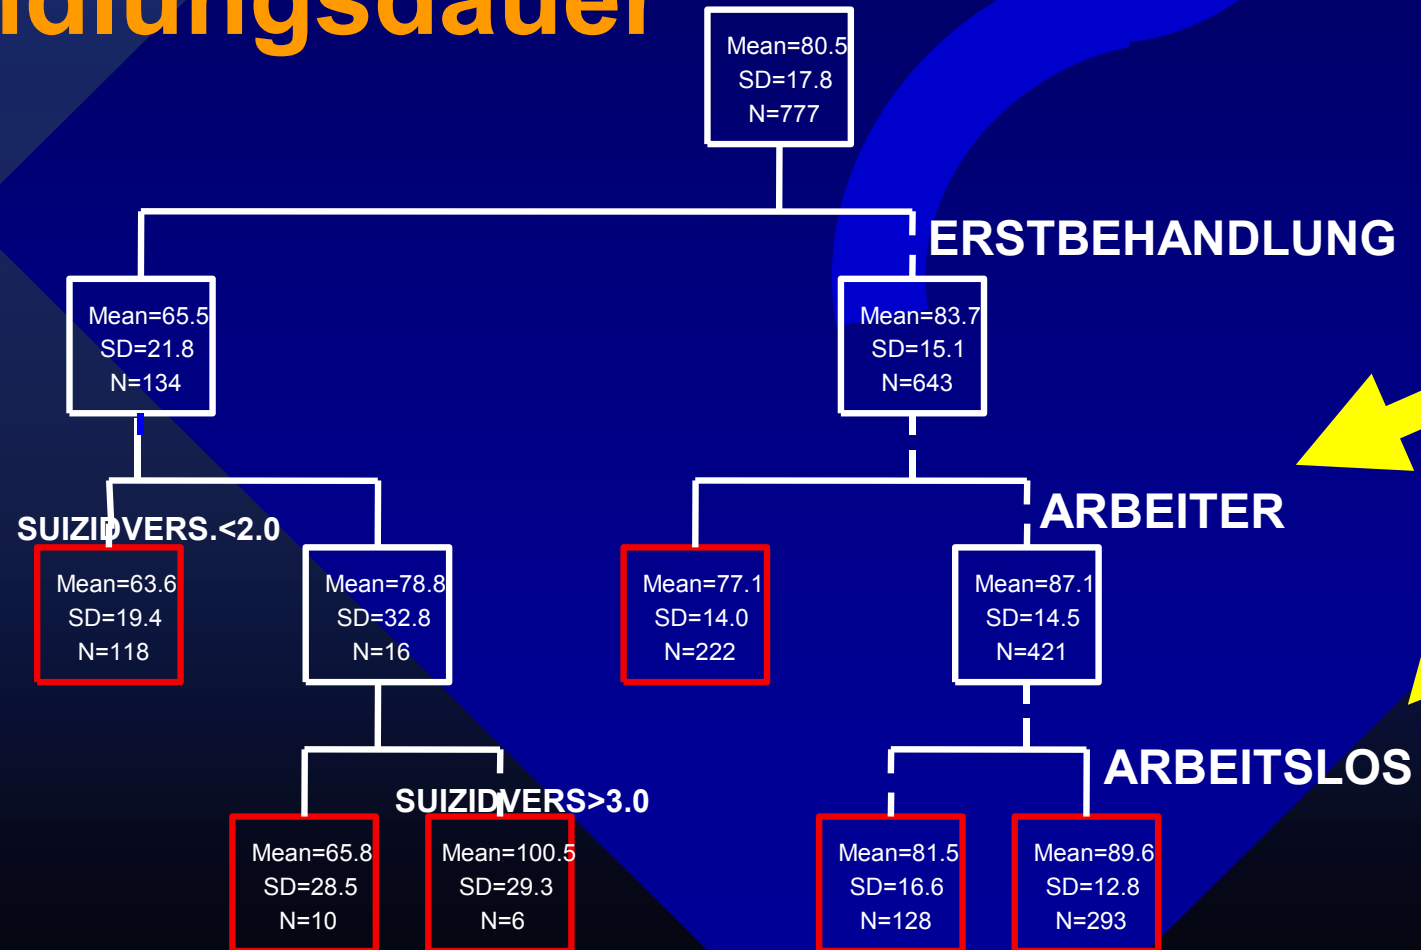 ndlungsdauer
Mean=80.5
SD=17.8
N=777
ERSTBEHANDLUNG
Mean=65.5
SD=21.8
N=134
Mean=83.7
SD=15.1
N=643
SUIZIDVERS.<2.0
ARBEITER
Mean=63.6
SD=19.4
N=118
Mean=78.8
SD=32.8
N=16
Mean=77.1
SD=14.0
N=222
Mean=87.1
SD=14.5
N=421
ARBEITSLOS
SUIZIDVERS>3.0
Mean=65.8
SD=28.5
N=10
Mean=100.5
SD=29.3
N=6
Mean=81.5
SD=16.6
N=128
Mean=89.6
SD=12.8
N=293